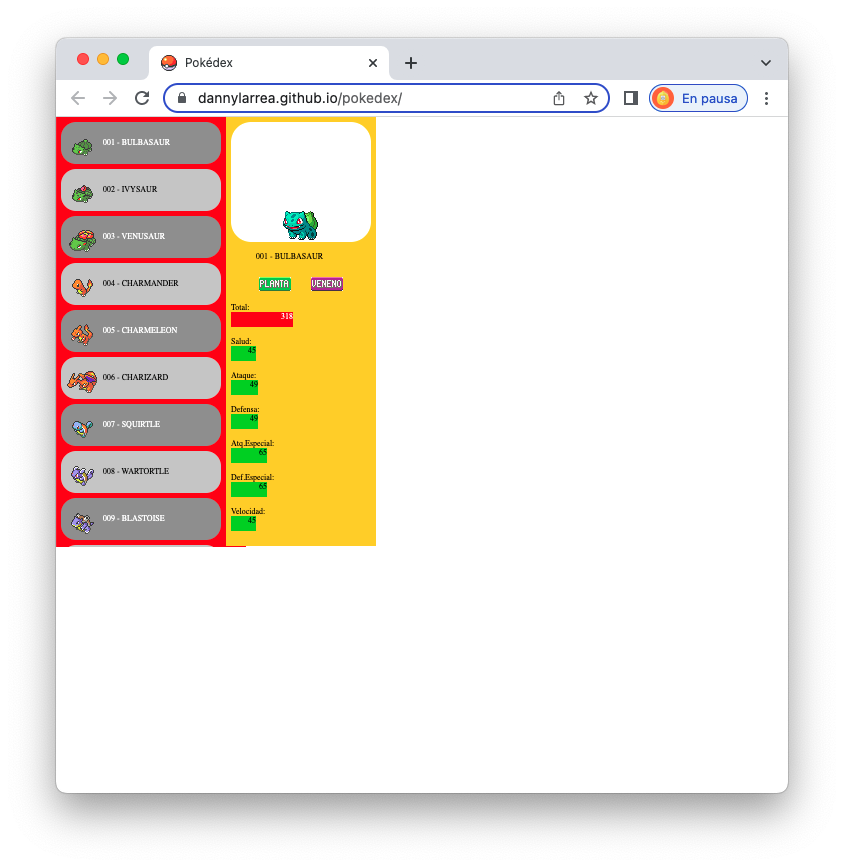 Pokédex
dannylarrea.github.io/pokedex/
En pausa
001 - BULBASAUR
002 - IVYSAUR
003 - VENUSAUR
004 - CHARMANDER
005 - CHARMELEON
006 - CHARIZARD
007 - SQUIRTLE
008 - WARTORTLE
009 - BLASTOISE
001 - BULBASAUR
PLANTA VENENO
Total:
318
Salud:
45
Ataque:
49
Defensa:
49
Atq.Especial:
65
Def.Especial:
65
Velocidad:
45